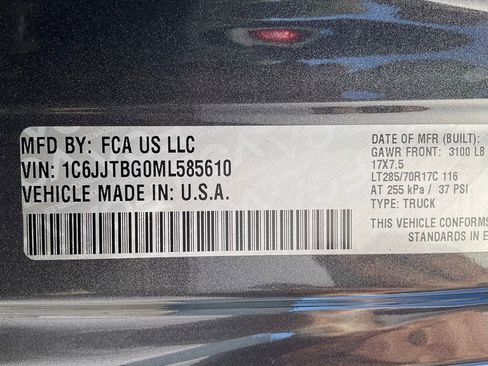 MFD BY: FCA US LLC
VIN: 1C6JJTBG0ML585610
VEHICLE MADE IN: U.S.A.
DATE OF MFR (BUILT):
GAWR FRONT: 3100 LB
17X7.5
LT285/70R17C 116
AT 255 kPa / 37 PSI
TYPE: TRUCK
THIS VEHICLE CONFORMS
STANDARDS IN